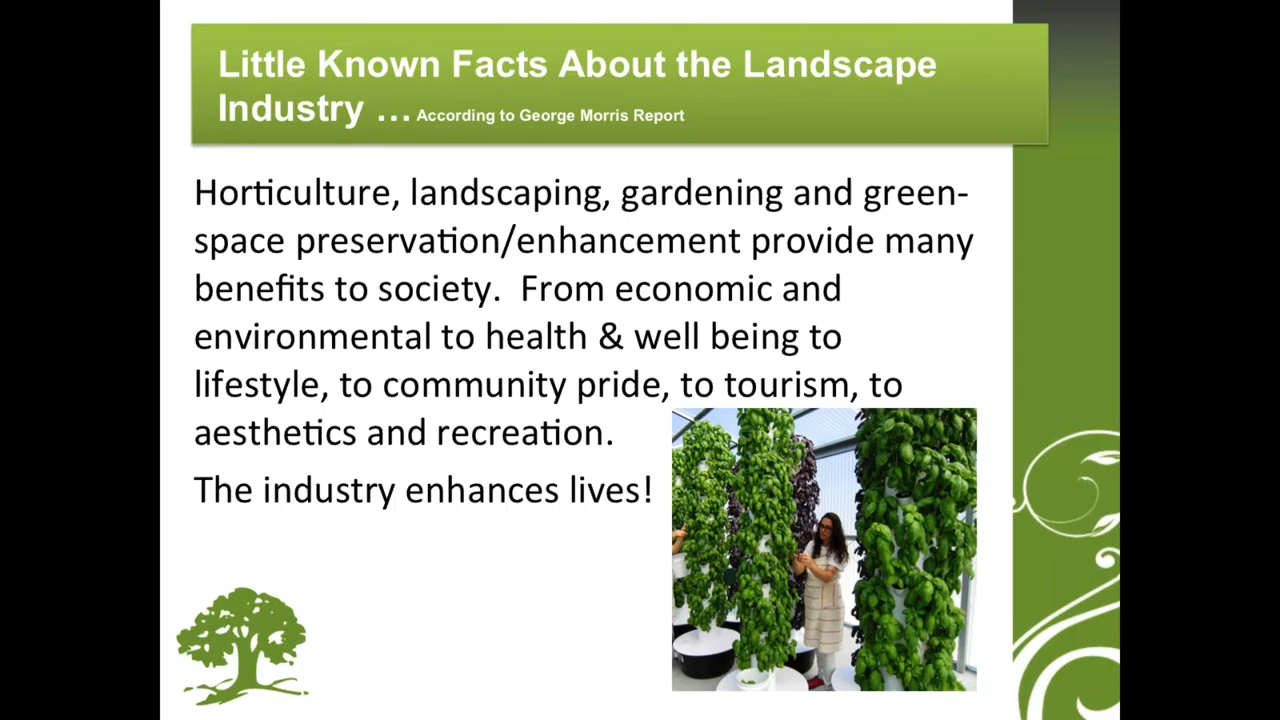 Little Known Facts About the Landscape
Industry … According to George Morris Report
Horticulture, landscaping, gardening and green-
space preservation/enhancement provide many
benefits to society.  From economic and
environmental to health & well being to
lifestyle, to community pride, to tourism, to
aesthetics and recreation.
The industry enhances lives!